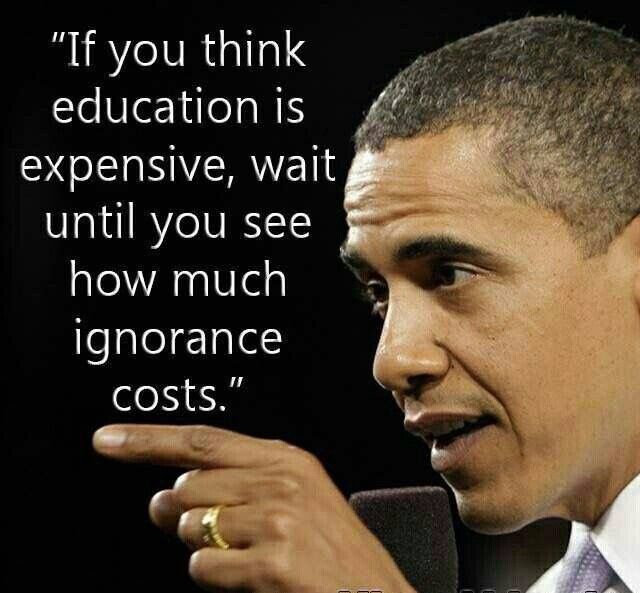 "If you think
education is
expensive, wait
until you see
how much
ignorance
costs."